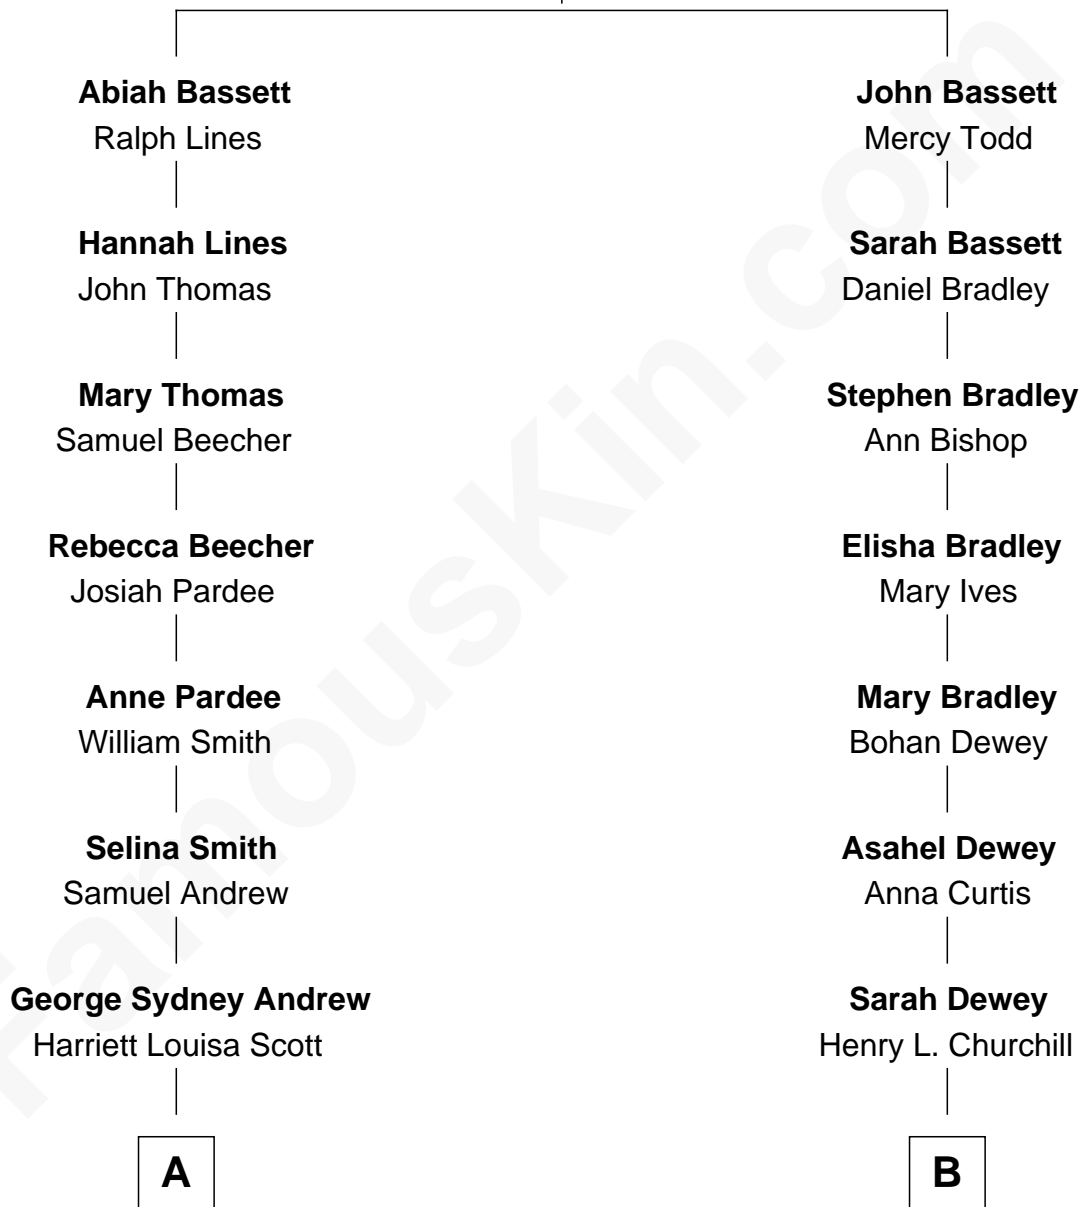 Abiah Bassett
Ralph Lines
Hannah Lines
John Thomas
Mary Thomas
Samuel Beecher
Rebecca Beecher
Josiah Pardee
Anne Pardee
William Smith
Selina Smith
Samuel Andrew
George Sydney Andrew
Harriett Louisa Scott
A
John Bassett
Mercy Todd
Sarah Bassett
Daniel Bradley
Stephen Bradley
Ann Bishop
Elisha Bradley
Mary Ives
Mary Bradley
Bohan Dewey
Asahel Dewey
Anna Curtis
Sarah Dewey
Henry L. Churchill
B
FamousKin.com